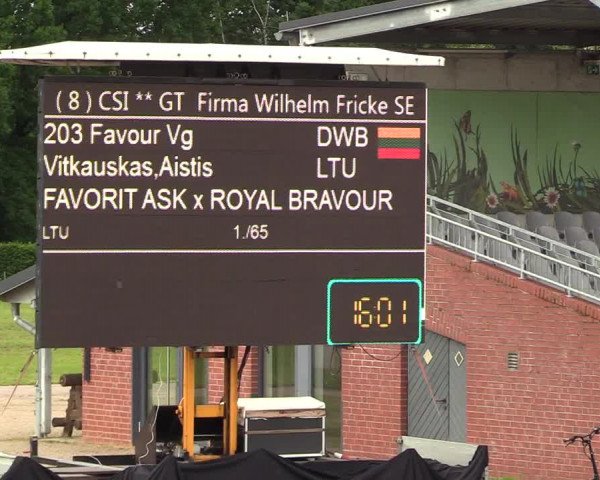 ( 8 ) CSI ** GT Firma Wilhelm Fricke SE
203 Favour Vg DWB
Vitkauskas,Aistis LTU
FAVORIT ASK x ROYAL BRAVOUR
LTU 1./65
16:01